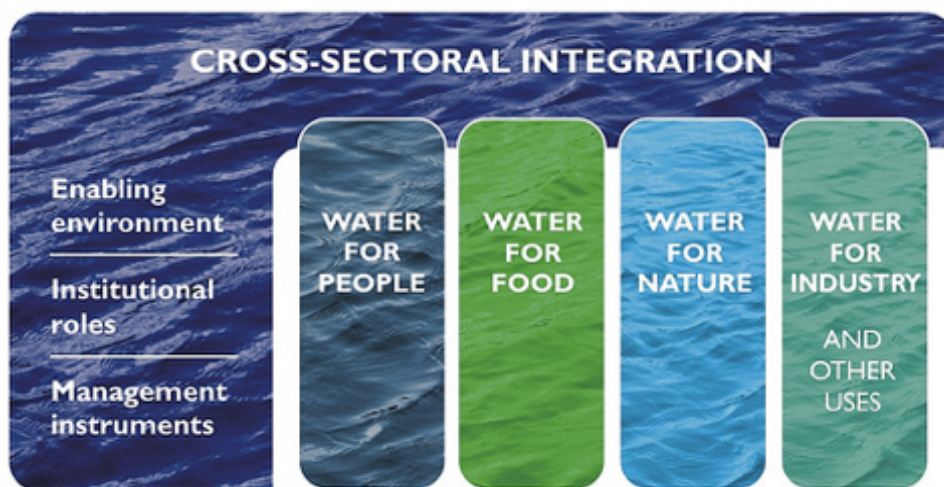 CROSS-SECTORAL INTEGRATION
Enabling
environment
Institutional
roles
Management
instruments
WATER
FOR
PEOPLE
WATER
FOR
FOOD
WATER
FOR
NATURE
WATER
FOR
INDUSTRY
AND
OTHER
USES